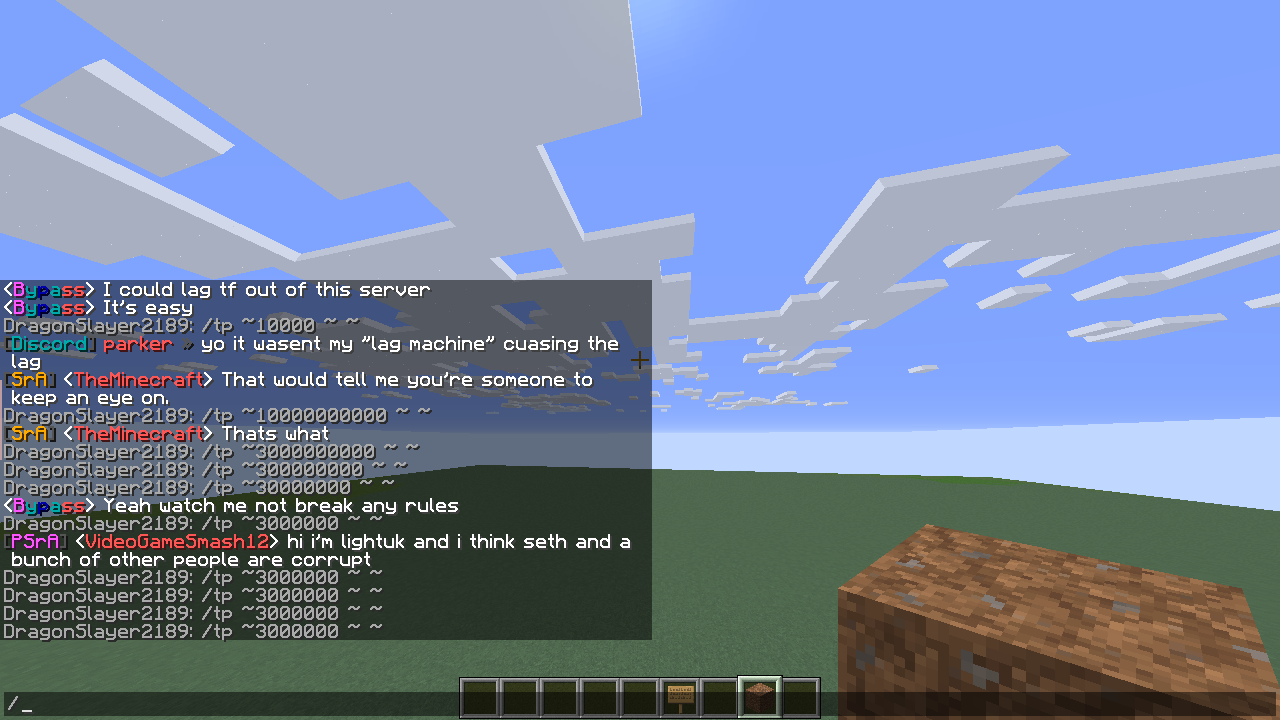 <Bypass> I could lag tf out of this server
<Bypass> It's easy
DragonSlayer2189: /tp ~10000 ~ ~
[Discord] parker » yo it wasent my "lag machine" cuasing the
lag
[SrA] <TheMinecraft> That would tell me you're someone to
keep an eye on.
DragonSlayer2189: /tp ~10000000000 ~ ~
[SrA] <TheMinecraft> Thats what
DragonSlayer2189: /tp ~3000000000 ~ ~
DragonSlayer2189: /tp ~300000000 ~ ~
DragonSlayer2189: /tp ~30000000 ~ ~
<Bypass> Yeah watch me not break any rules
DragonSlayer2189: /tp ~3000000 ~ ~
[PSrA] <VideoGameSmash12> hi i'm lightuk and i think seth and a
bunch of other people are corrupt
DragonSlayer2189: /tp ~3000000 ~ ~
DragonSlayer2189: /tp ~3000000 ~ ~
DragonSlayer2189: /tp ~3000000 ~ ~
DragonSlayer2189: /tp ~3000000 ~ ~
/_